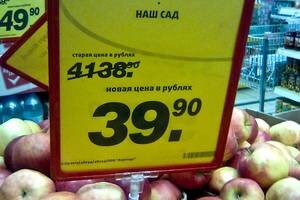 49 90
НАШ САД
старая цена в рублях
4138.90
новая цена в рублях
39.90